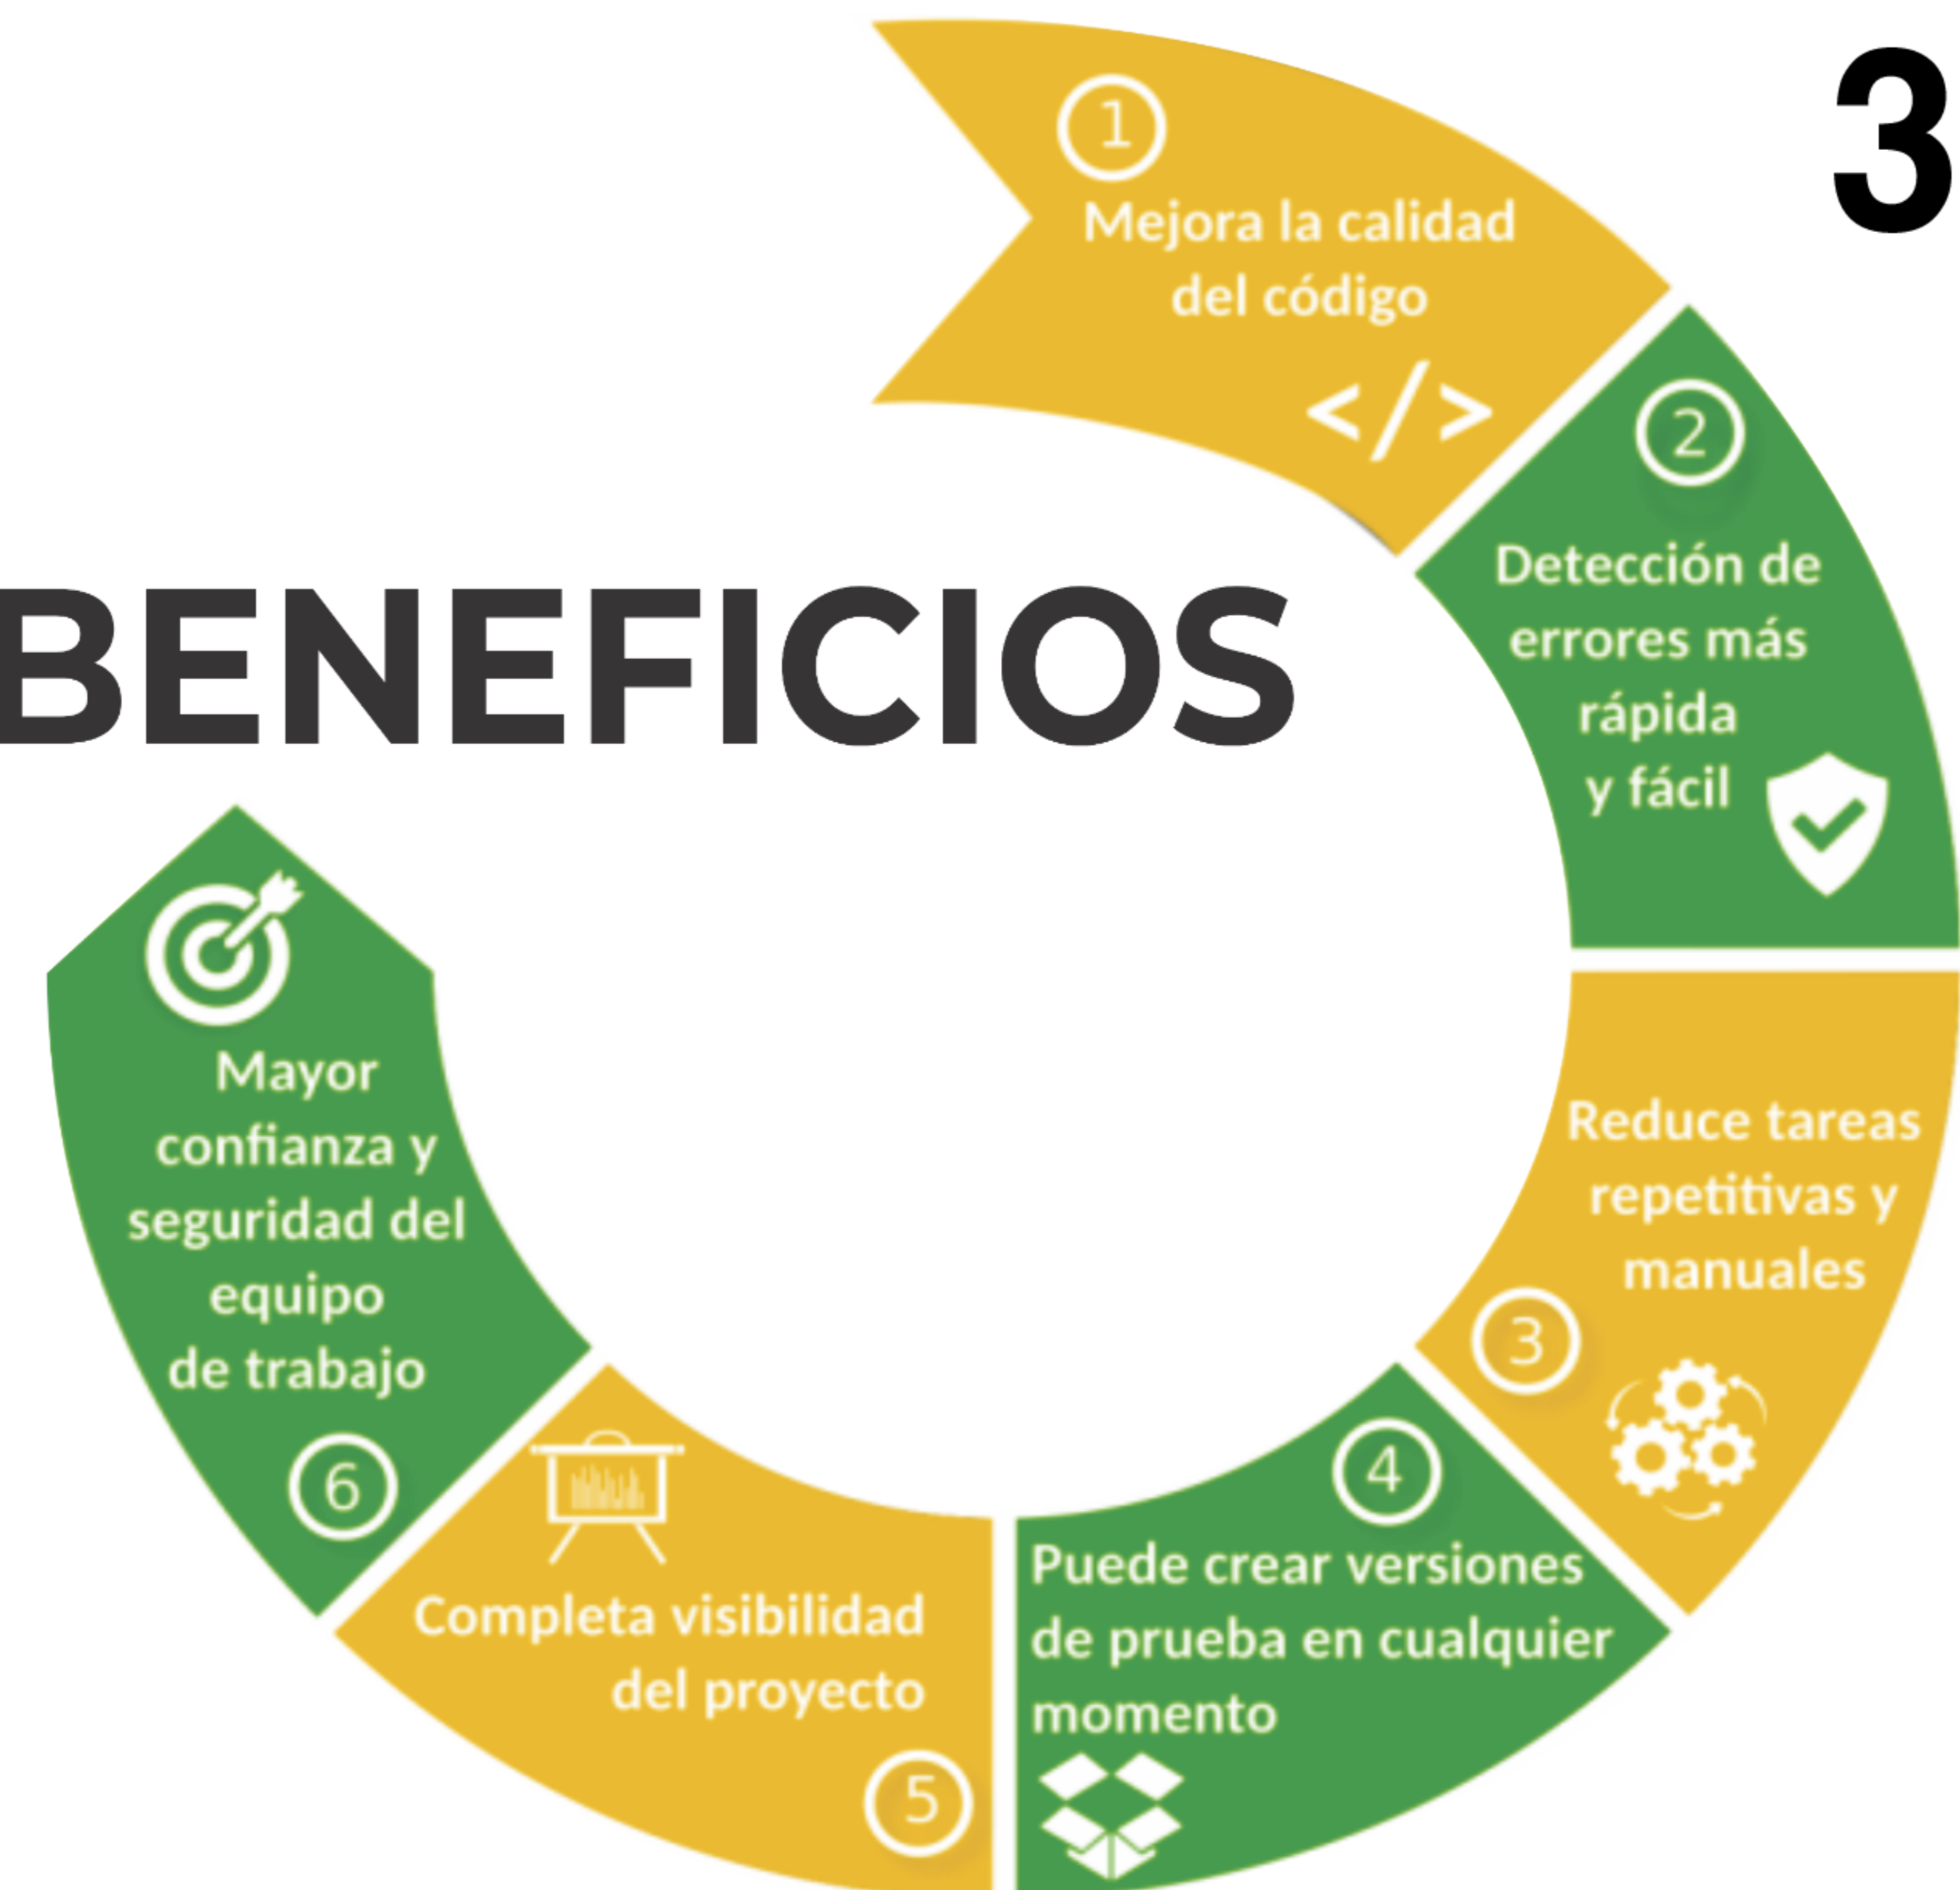 3
1
Mejora la calidad
del código
</>
2
Detección de
errores más
rápida
y fácil
BENEFICIOS
Reduce tareas
repetitivas y
manuales
3
4
Puede crear versiones
de prueba en cualquier
momento
Completa visibilidad
del proyecto
5
Mayor
confianza y
seguridad del
equipo
de trabajo
6